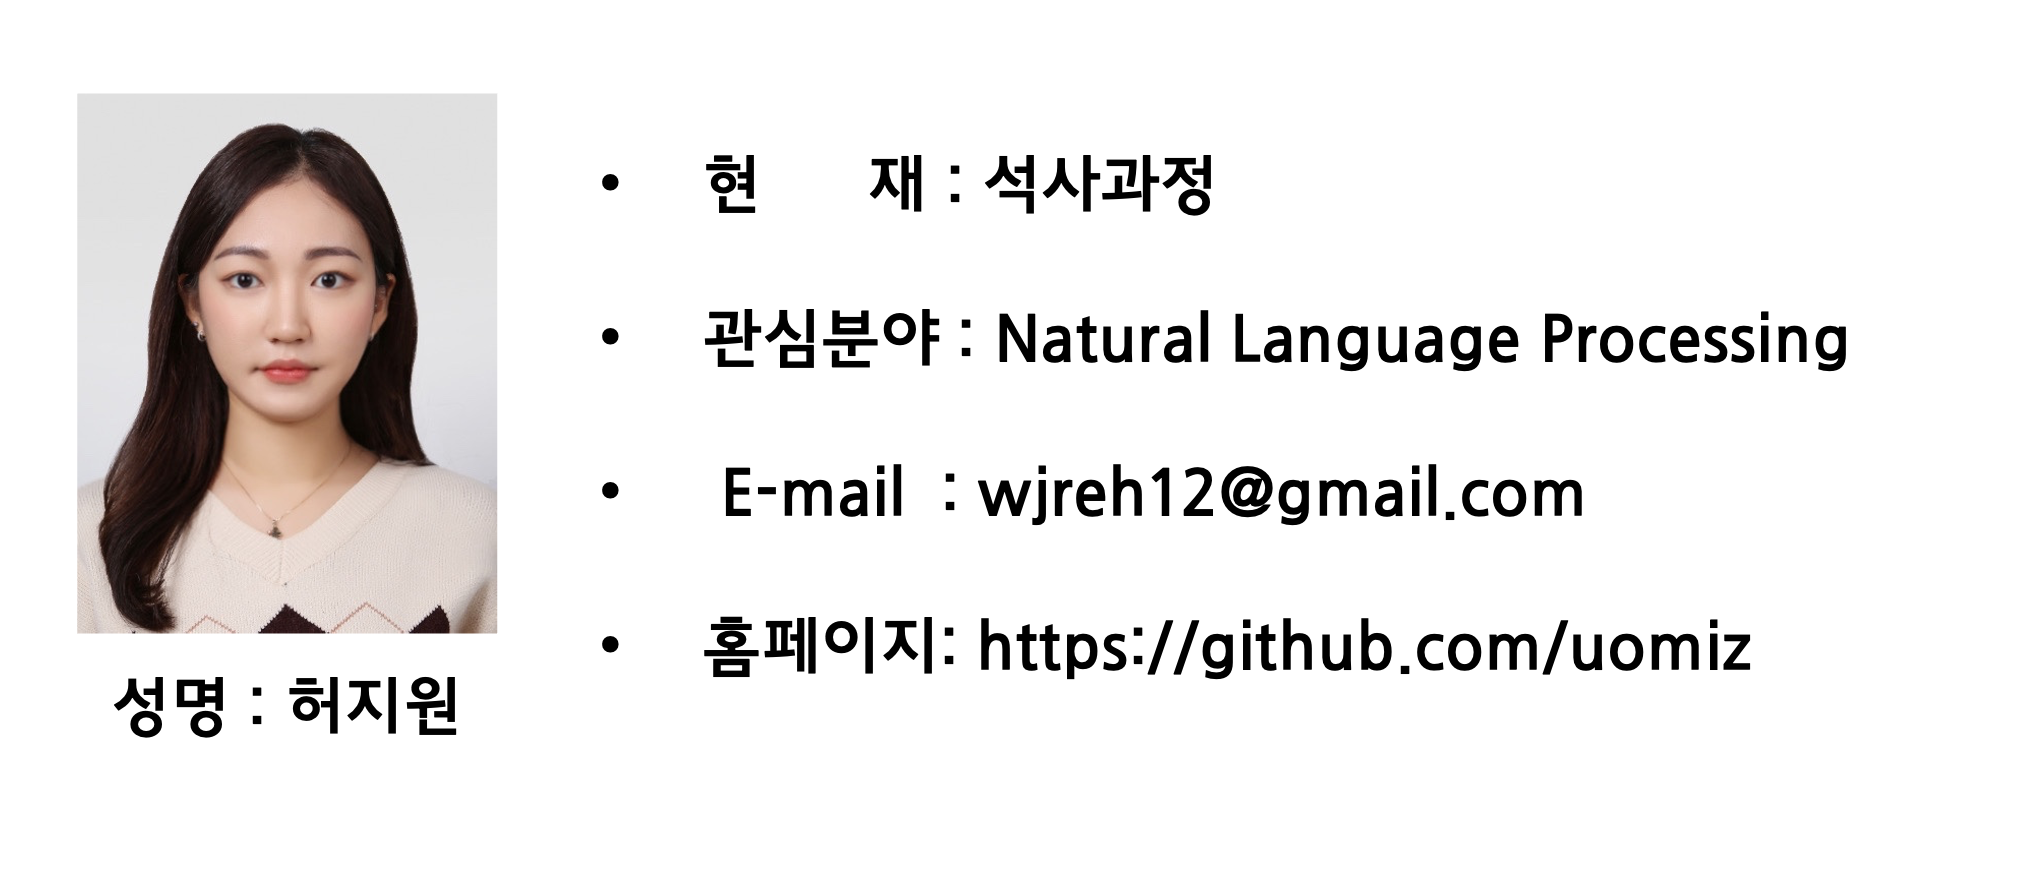 • 현 재 : 석사과정
• 관심분야 : Natural Language Processing
• E-mail : wjreh12@gmail.com
• 홈페이지: https://github.com/uomiz
성명 : 허지원